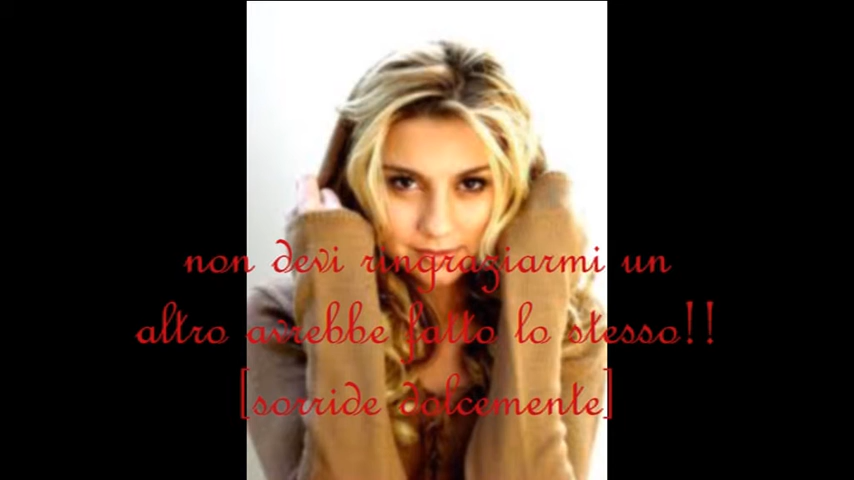 non devi ringraziarmi un
altro avrebbe fatto lo stesso!!
[sorride dolcemente]